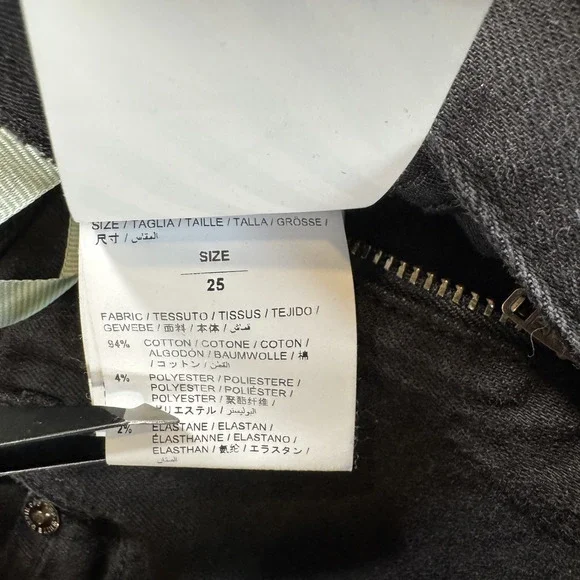 SIZE / TAGLIA / TAILLE / TALLA / GRÖSSE /
尺寸 / المقاس /
SIZE
25
FABRIC / TESSUTO / TISSUS / TEJIDO /
GEWEBE / 面料 / 本体 / قماش /
94% COTTON / COTONE / COTON /
ALGODÓN / BAUMWOLLE / 棉
/ コットン / القطن /
4% POLYESTER / POLIESTERE /
POLYESTER / POLIÉSTER /
POLYESTER / 聚酯纤维 /
ポリエステル / البوليستر /
2% ELASTANE / ELASTAN /
ÉLASTHANNE / ELASTANO /
ELASTHAN / 氨纶 / エラスタン /